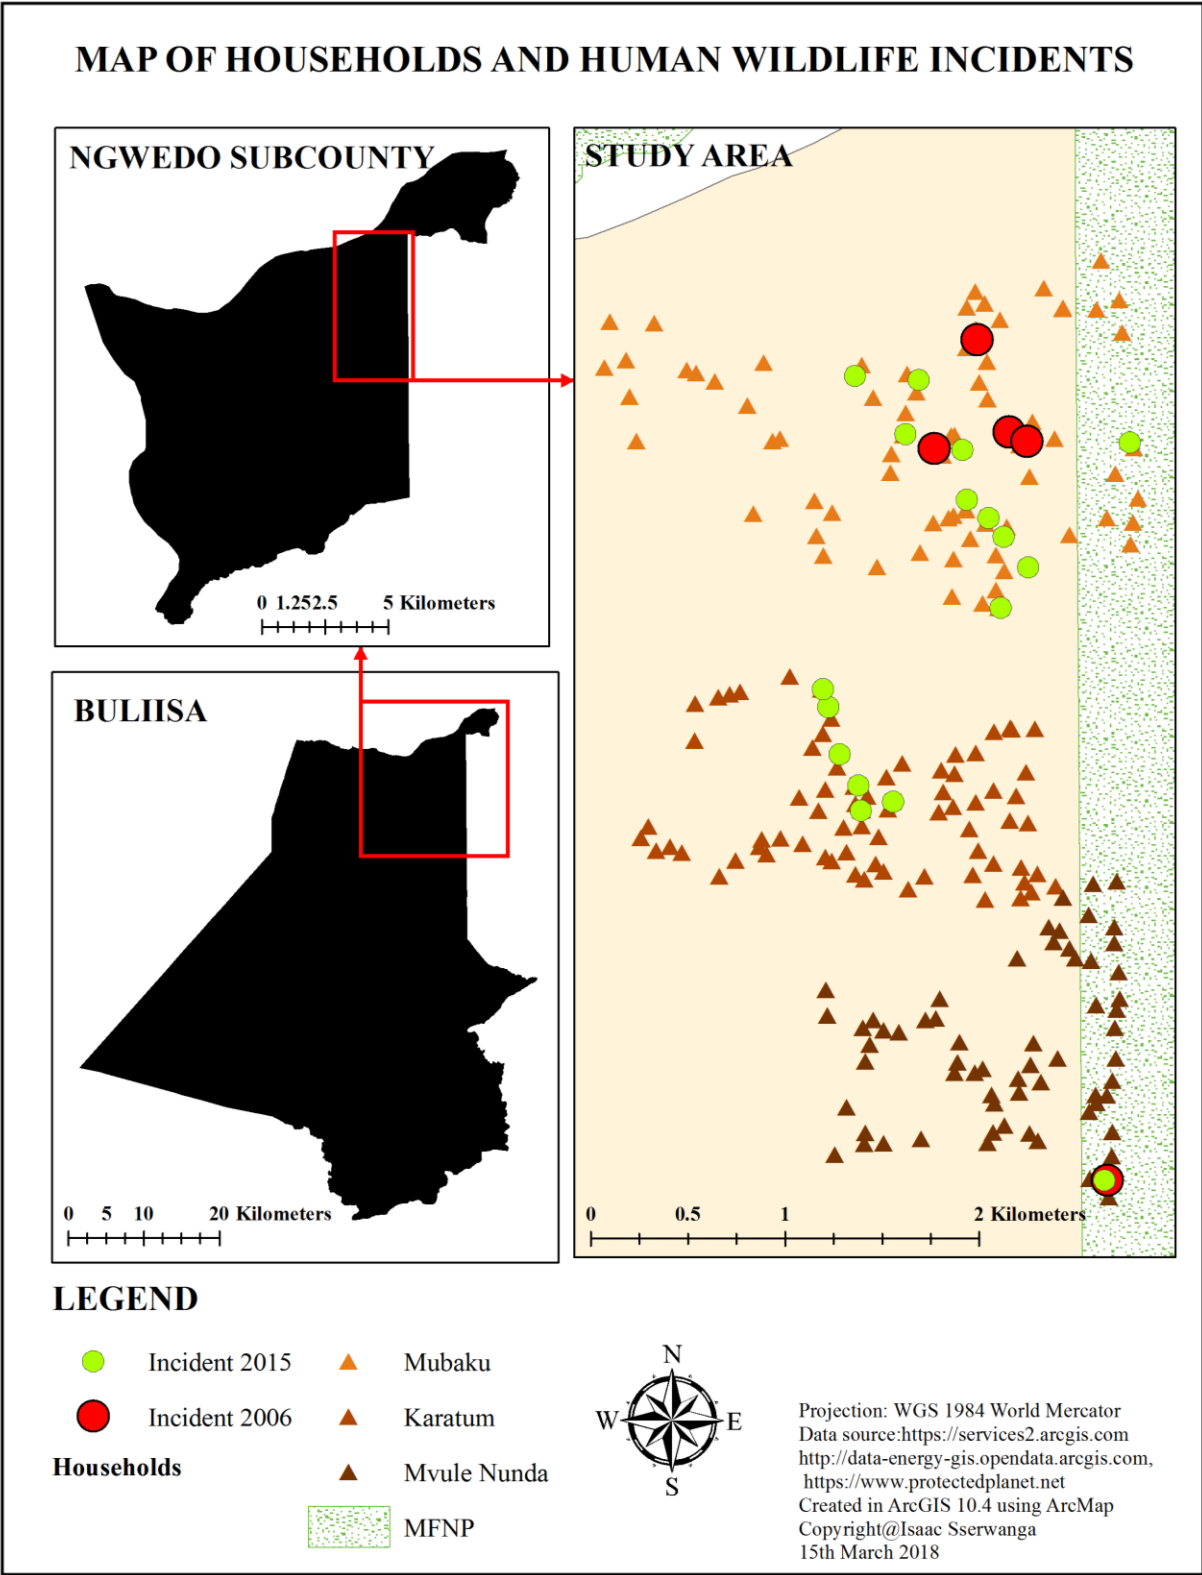 MAP OF HOUSEHOLDS AND HUMAN WILDLIFE INCIDENTS
NGWEDO SUBCOUNTY
0 1.252.5 5 Kilometers
STUDY AREA
0 0.5 1 2 Kilometers
BULIISA
0 5 10 20 Kilometers
LEGEND
Incident 2015
Incident 2006
Households
Mubaku
Karatum
Mvule Nunda
MFNP
N
W E
S
Projection: WGS 1984 World Mercator
Data source:https://services2.arcgis.com
http://data-energy-gis.opendata.arcgis.com,
https://www.protectedplanet.net
Created in ArcGIS 10.4 using ArcMap
Copyright@Isaac Sserwanga
15th March 2018